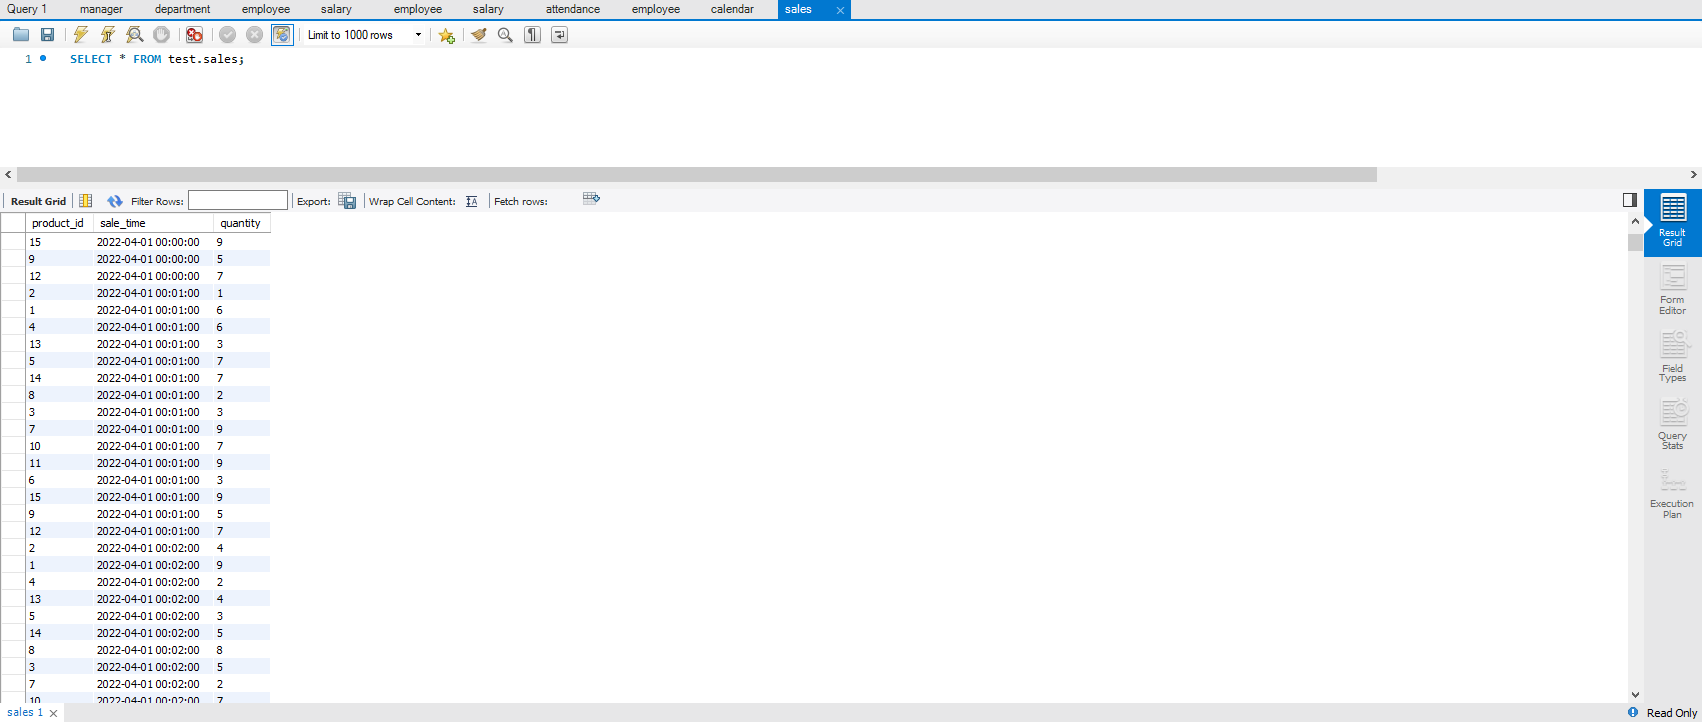 Query 1 manager department employee salary employee salary attendance employee calendar sales
Limit to 1000 rows
1 SELECT * FROM test.sales;
Result Grid Filter Rows: Export: Wrap Cell Content: Fetch rows:
product_id sale_time quantity
15 2022-04-01 00:00:00 9
9 2022-04-01 00:00:00 5
12 2022-04-01 00:00:00 7
2 2022-04-01 00:01:00 1
1 2022-04-01 00:01:00 6
4 2022-04-01 00:01:00 6
13 2022-04-01 00:01:00 3
5 2022-04-01 00:01:00 7
14 2022-04-01 00:01:00 7
8 2022-04-01 00:01:00 2
3 2022-04-01 00:01:00 3
7 2022-04-01 00:01:00 9
10 2022-04-01 00:01:00 7
11 2022-04-01 00:01:00 9
6 2022-04-01 00:01:00 3
15 2022-04-01 00:01:00 9
9 2022-04-01 00:01:00 5
12 2022-04-01 00:01:00 7
2 2022-04-01 00:02:00 4
1 2022-04-01 00:02:00 9
4 2022-04-01 00:02:00 2
13 2022-04-01 00:02:00 4
5 2022-04-01 00:02:00 3
14 2022-04-01 00:02:00 5
8 2022-04-01 00:02:00 8
3 2022-04-01 00:02:00 5
7 2022-04-01 00:02:00 2
10 2022-04-01 00:02:00 7
Result
Grid
Form
Editor
Field
Types
Query
Stats
Execution
Plan
sales 1
Read Only